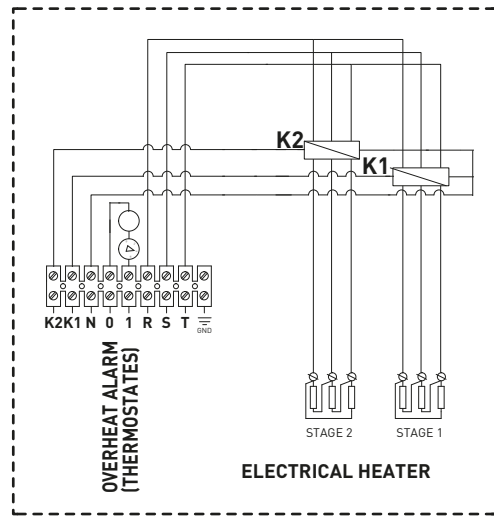 K2
K1
K2 K1 N 0 1 R S T
GND
OVERHEAT ALARM
(THERMOSTATES)
STAGE 2 STAGE 1
ELECTRICAL HEATER